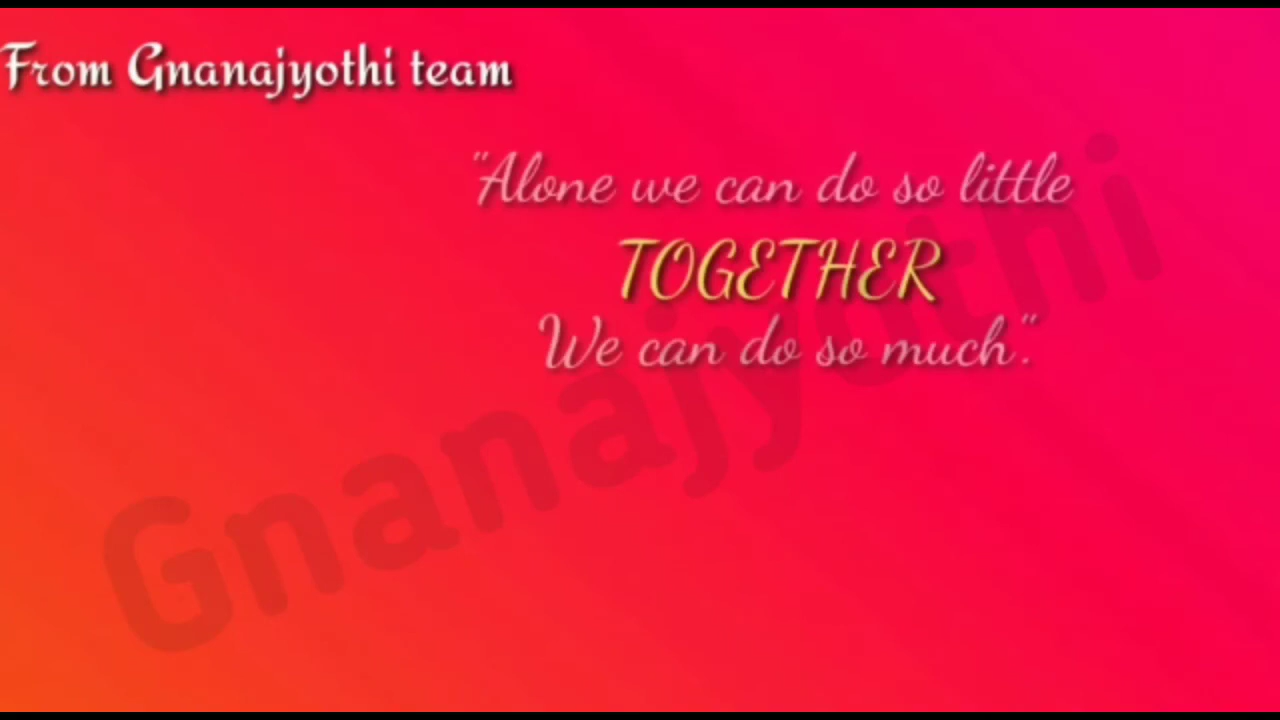 From Gnanajyothi team
"Alone we can do so little
TOGETHER
We can do so much."
Gnanajyothi